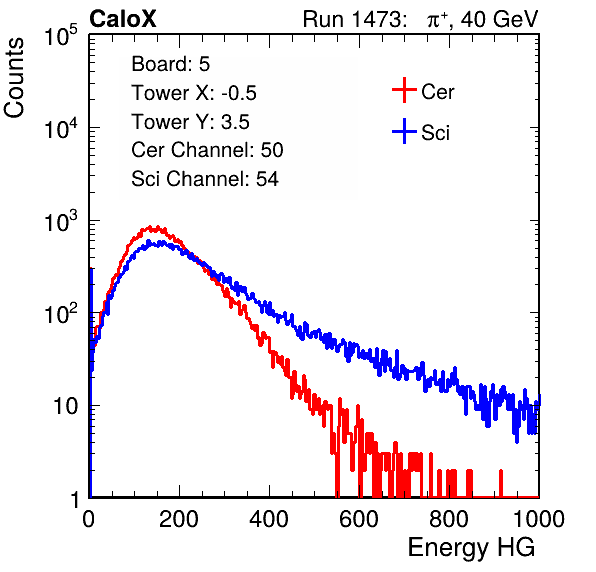 CaloX Run 1473: π⁺, 40 GeV
Counts
10⁵
10⁴
10³
10²
10
1
Board: 5
Tower X: -0.5
Tower Y: 3.5
Cer Channel: 50
Sci Channel: 54
Cer
Sci
0 200 400 600 800 1000
Energy HG